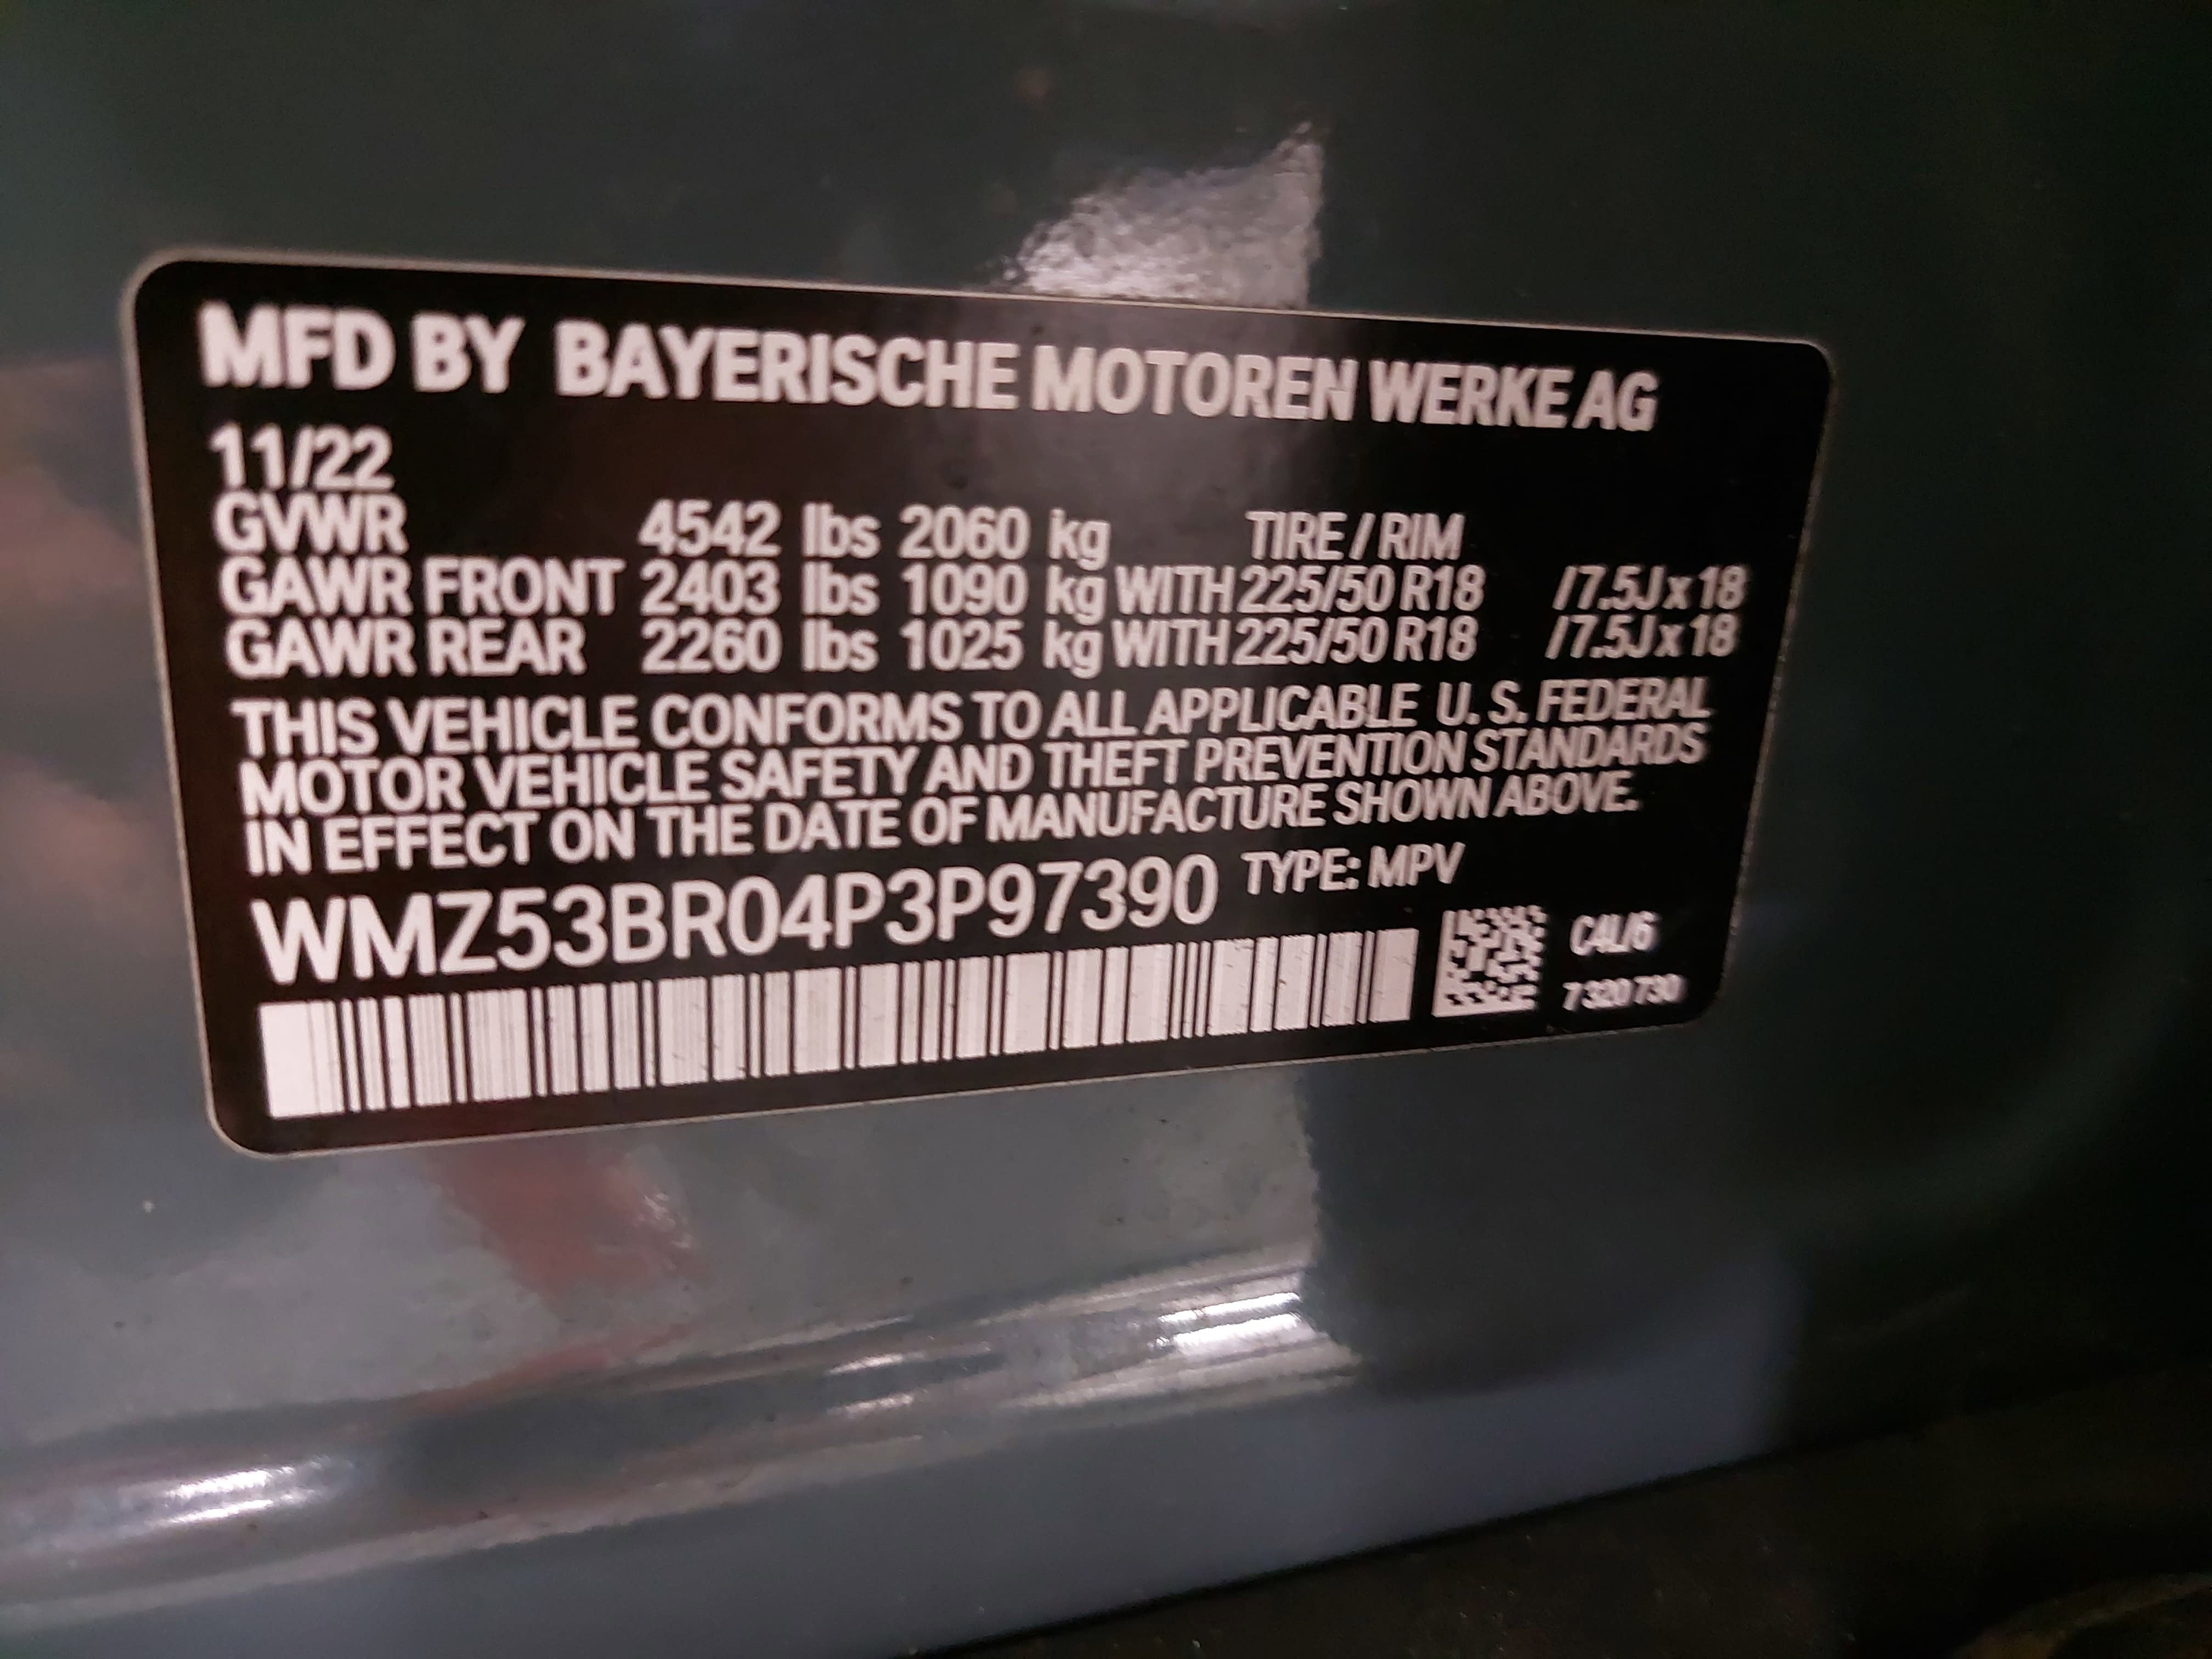 MFD BY BAYERISCHE MOTOREN WERKE AG
11/22
GVWR 4542 lbs 2060 kg TIRE / RIM
GAWR FRONT 2403 lbs 1090 kg WITH 225/50 R18 / 7.5J x 18
GAWR REAR 2260 lbs 1025 kg WITH 225/50 R18 / 7.5J x 18
THIS VEHICLE CONFORMS TO ALL APPLICABLE U. S. FEDERAL
MOTOR VEHICLE SAFETY AND THEFT PREVENTION STANDARDS
IN EFFECT ON THE DATE OF MANUFACTURE SHOWN ABOVE.
WMZ53BR04P3P97390 TYPE: MPV
C4L/6
7 320 730